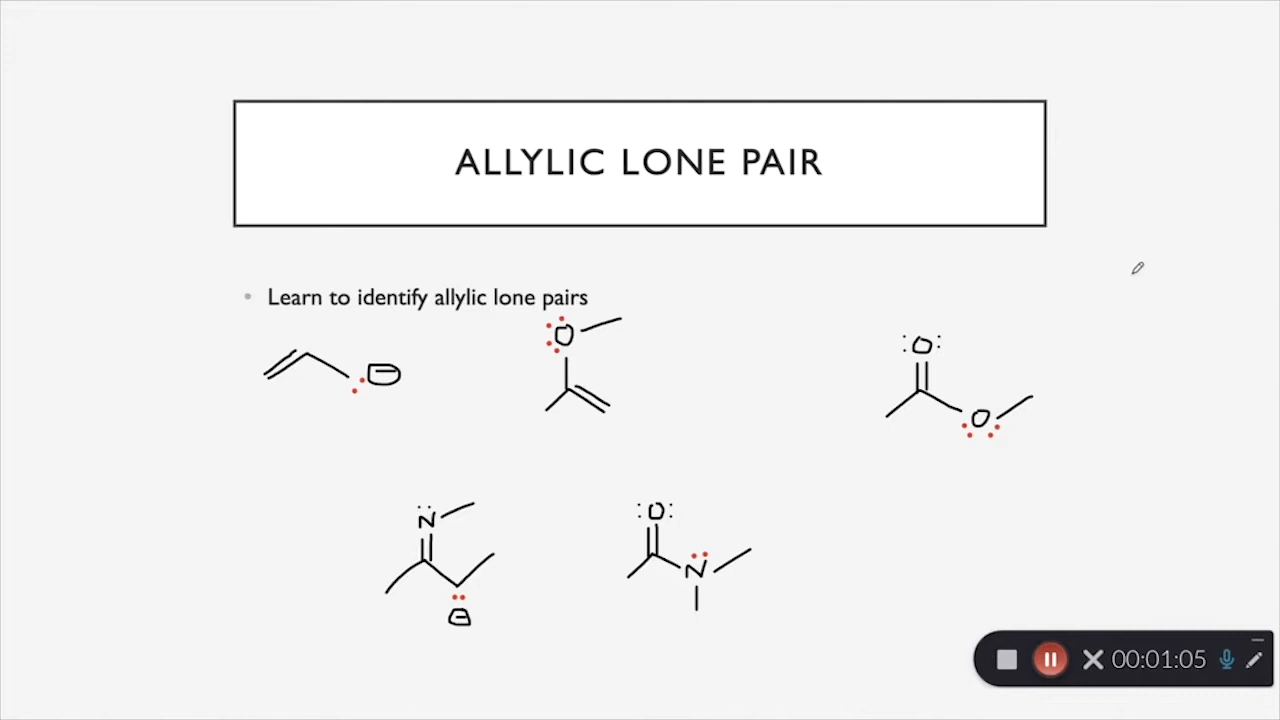 ALLYLIC LONE PAIR
• Learn to identify allylic lone pairs
O
⊖
:O:
O
N
:O:
N
⊖
00:01:05